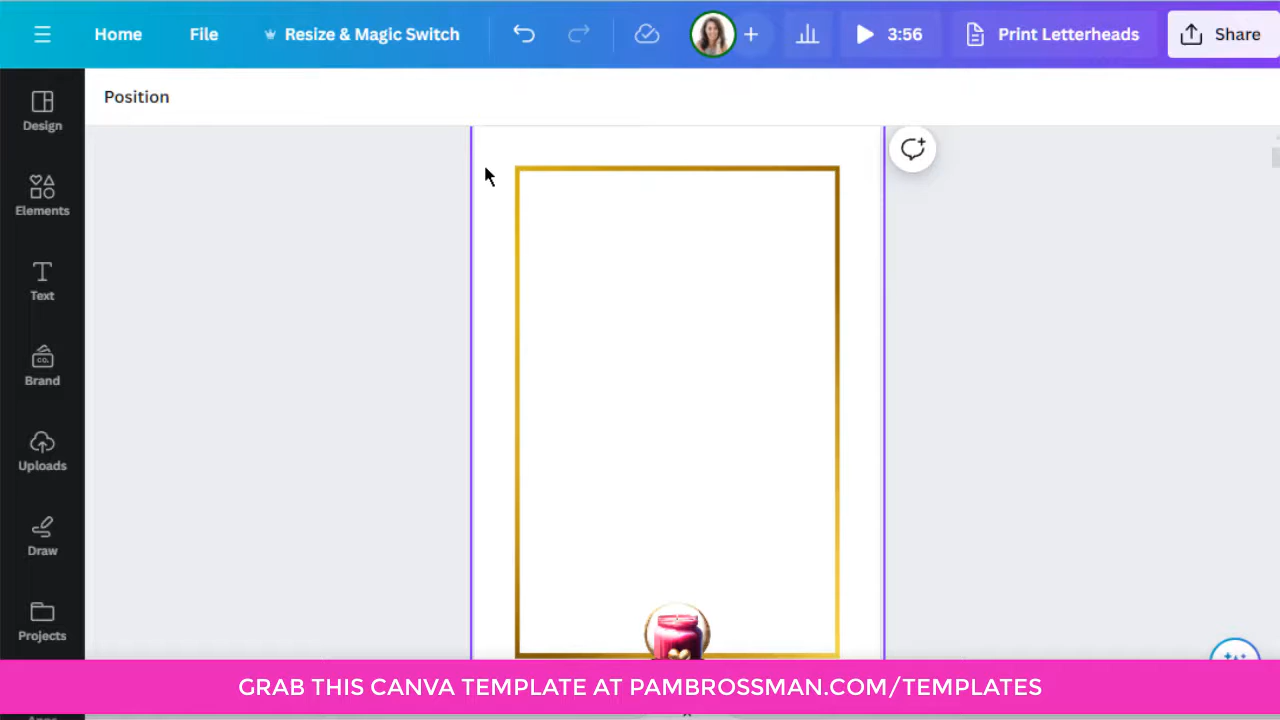 Home File Resize & Magic Switch 3:56 Print Letterheads Share
Position
Design
Elements
Text
CO.
Brand
Uploads
Draw
Projects
GRAB THIS CANVA TEMPLATE AT PAMBROSSMAN.COM/TEMPLATES